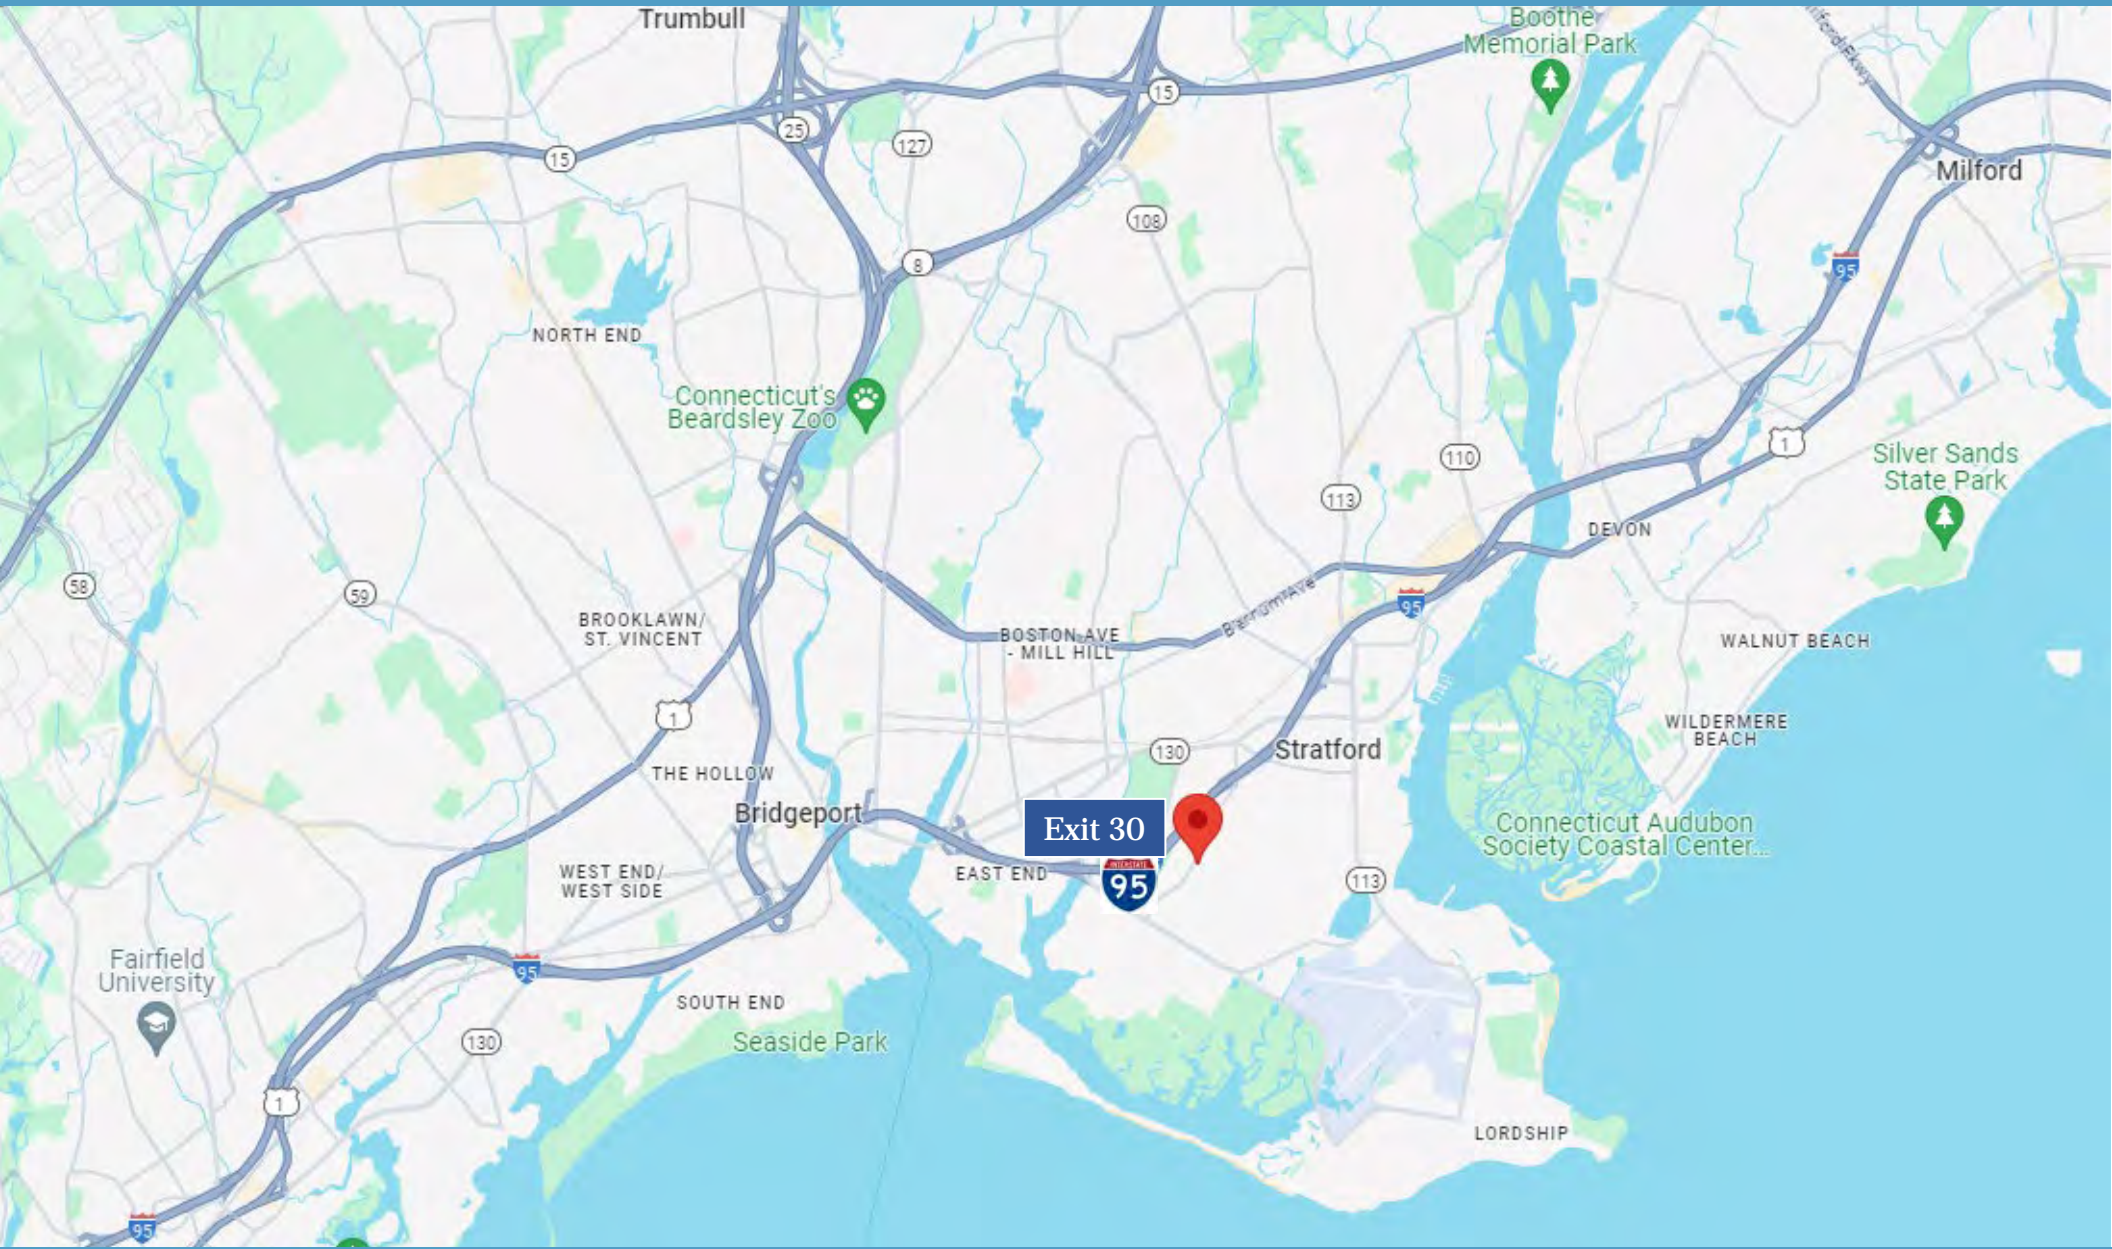 Trumbull
Boothe
Memorial Park
ilford Pkwy
15
25
127
15
Milford
108
8
95
NORTH END
Connecticut's
Beardsley Zoo
110
1
Silver Sands
State Park
113
DEVON
58
59
BROOKLAWN/
ST. VINCENT
Barnum Ave
95
BOSTON AVE
- MILL HILL
WALNUT BEACH
1
WILDERMERE
BEACH
130
Stratford
THE HOLLOW
Bridgeport
Exit 30
Connecticut Audubon
Society Coastal Center...
WEST END/
WEST SIDE
EAST END
INTERSTATE
95
113
Fairfield
University
95
SOUTH END
130
Seaside Park
1
LORDSHIP
95